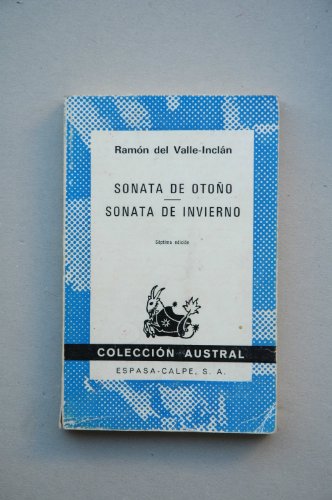 Ramón del Valle-Inclán
SONATA DE OTOÑO
SONATA DE INVIERNO
Séptima edición
COLECCIÓN AUSTRAL
ESPASA-CALPE, S. A.